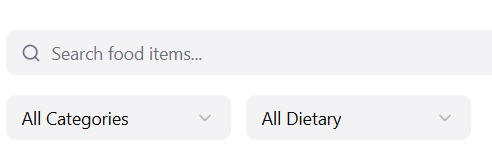 Search food items...
All Categories
All Dietary